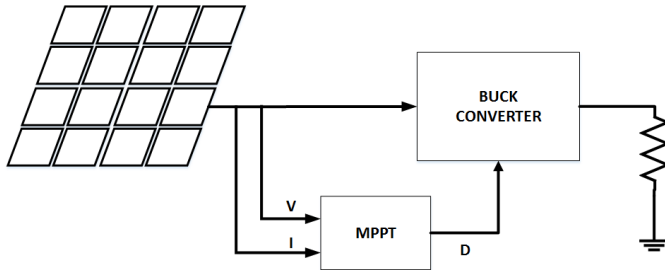 BUCK
CONVERTER
V
I
MPPT
D